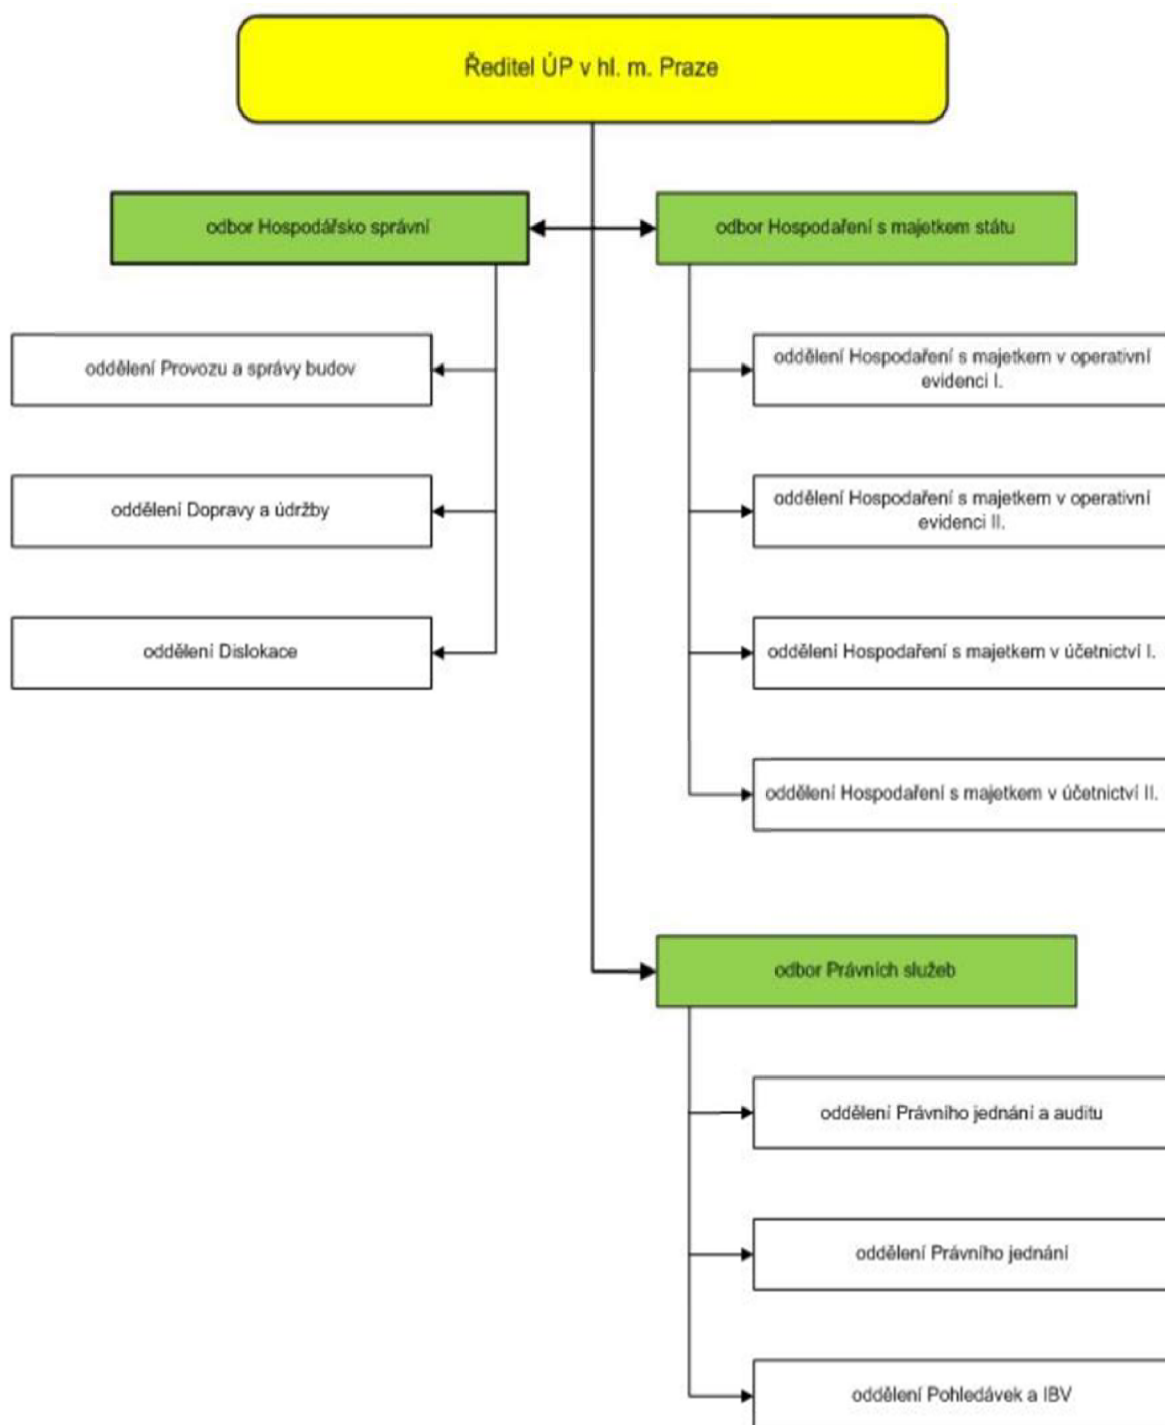 Ředitel ÚP v hl. m. Praze
odbor Hospodářsko správní
odbor Hospodaření s majetkem státu
oddělení Provozu a správy budov
oddělení Hospodaření s majetkem v operativní
evidenci I.
oddělení Dopravy a údržby
oddělení Hospodaření s majetkem v operativní
evidenci II.
oddělení Dislokace
oddělení Hospodaření s majetkem v účetnictví I.
oddělení Hospodaření s majetkem v účetnictví II.
odbor Právních služeb
oddělení Právního jednání a auditu
oddělení Právního jednání
oddělení Pohledávek a IBV